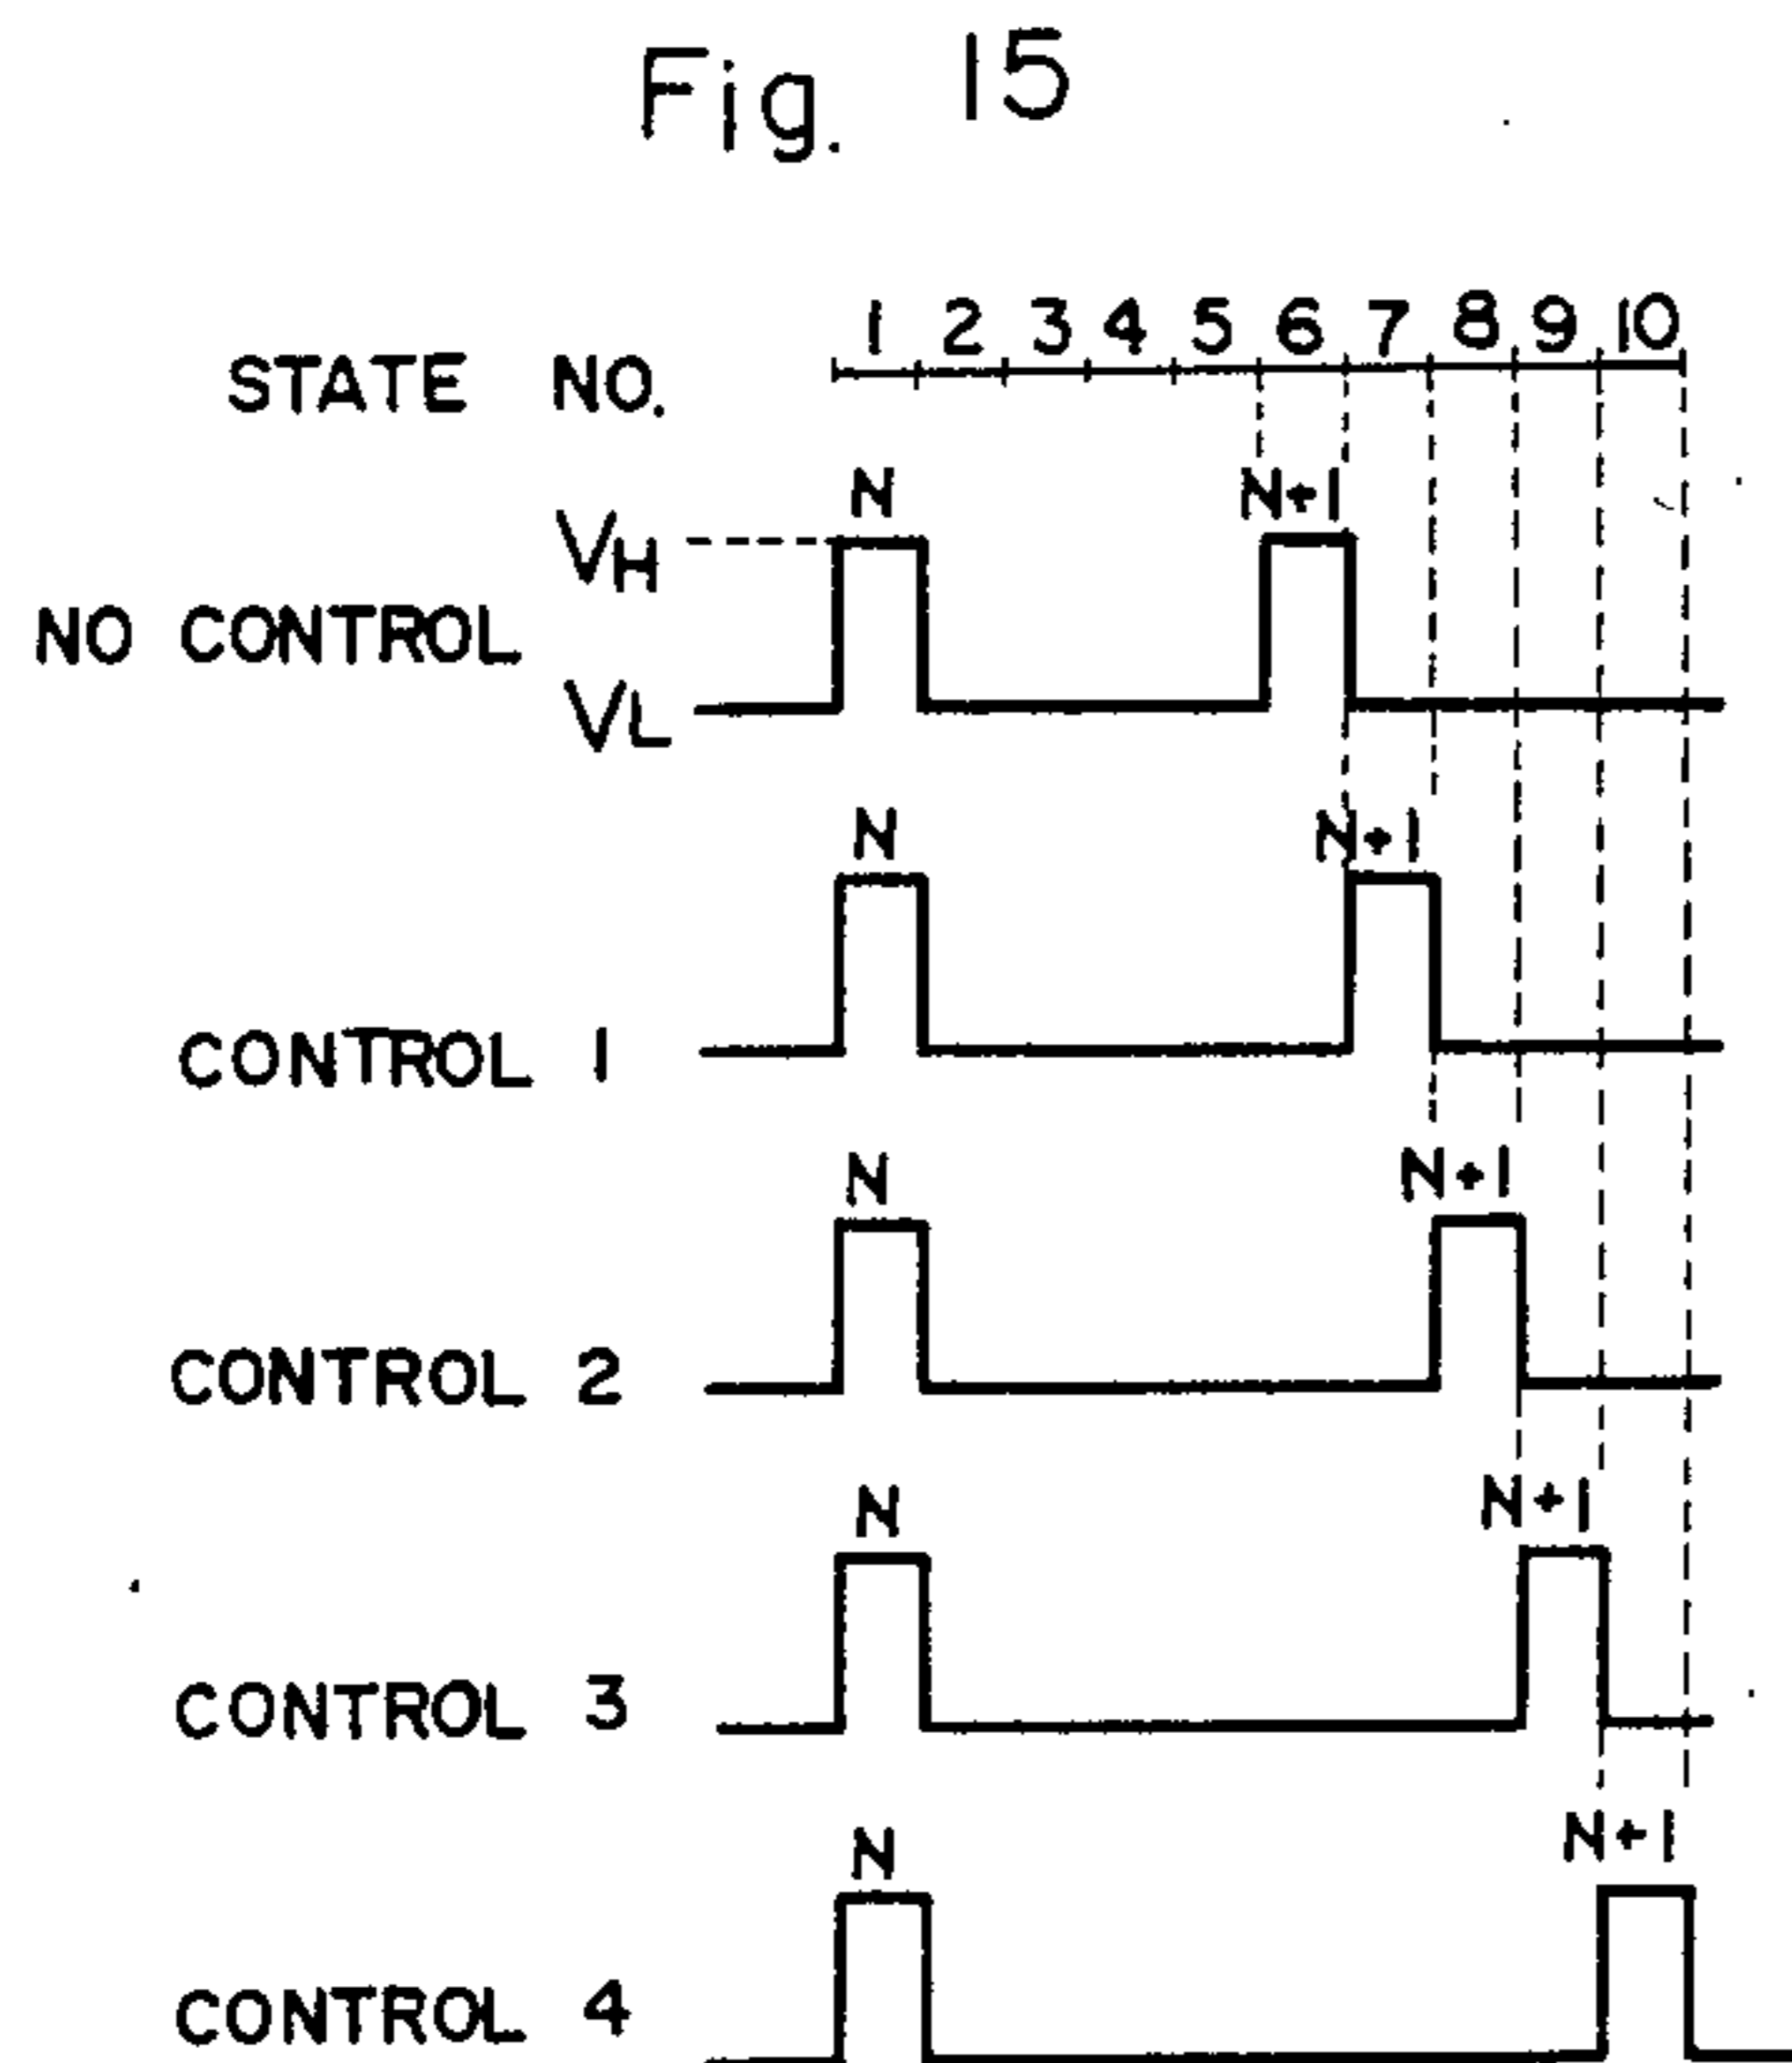 Fig. 15
STATE NO. 1 2 3 4 5 6 7 8 9 10
N N+1
VH
NO CONTROL
VL
N N+1
CONTROL 1
N N+1
CONTROL 2
N N+1
CONTROL 3
N N+1
CONTROL 4